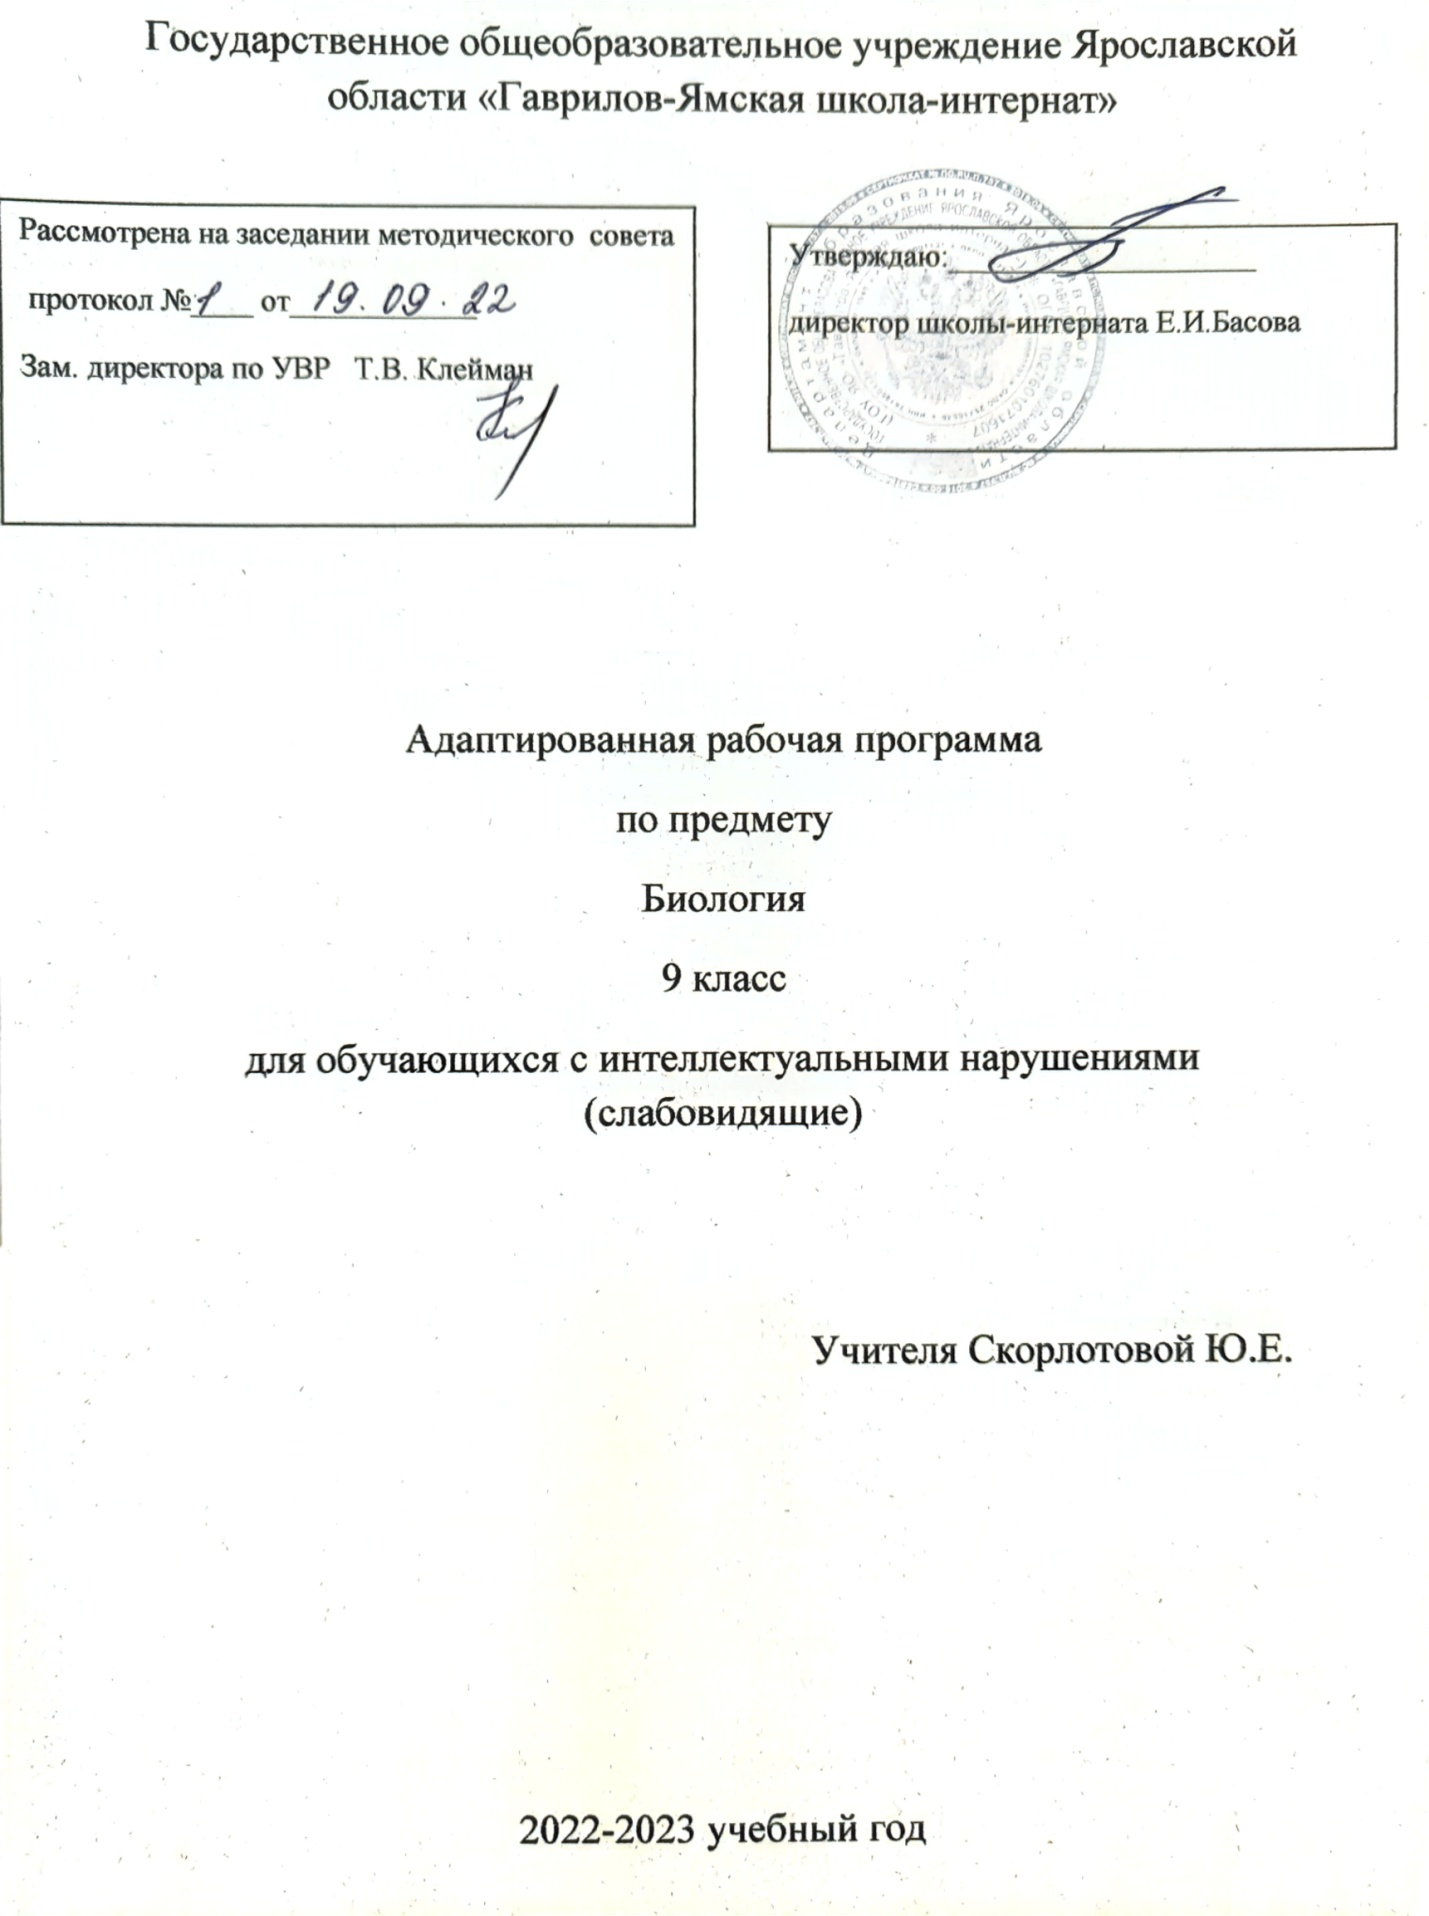 Государственное общеобразовательное учреждение Ярославской
области «Гаврилов-Ямская школа-интернат»
Рассмотрена на заседании методического совета
протокол № 1 от 19.09.22
Зам. директора по УВР Т.В. Клейман
Утверждаю:
директор школы-интерната Е.И.Басова
Адаптированная рабочая программа
по предмету
Биология
9 класс
для обучающихся с интеллектуальными нарушениями
(слабовидящие)
Учителя Скорлотовой Ю.Е.
2022-2023 учебный год